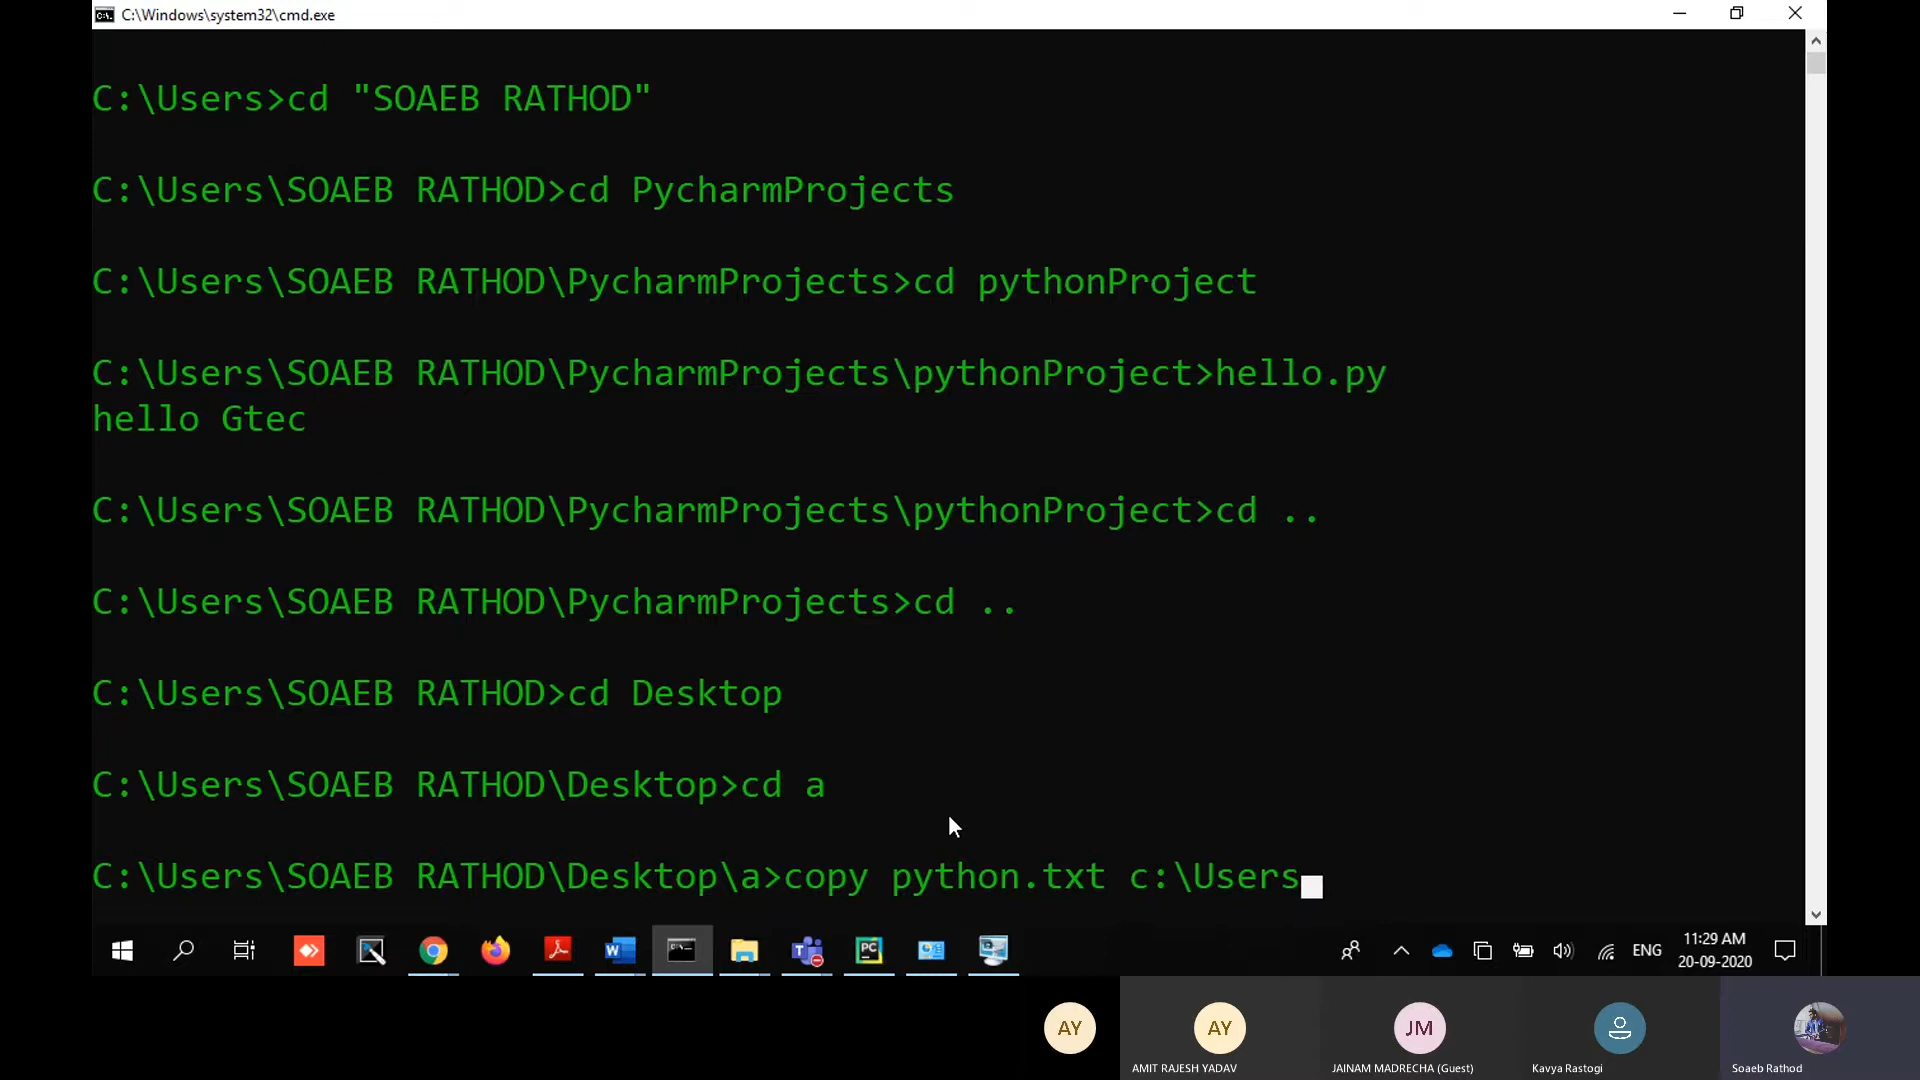 C:\Windows\system32\cmd.exe
C:\Users>cd "SOAEB RATHOD"
C:\Users\SOAEB RATHOD>cd PycharmProjects
C:\Users\SOAEB RATHOD\PycharmProjects>cd pythonProject
C:\Users\SOAEB RATHOD\PycharmProjects\pythonProject>hello.py
hello Gtec
C:\Users\SOAEB RATHOD\PycharmProjects\pythonProject>cd ..
C:\Users\SOAEB RATHOD\PycharmProjects>cd ..
C:\Users\SOAEB RATHOD>cd Desktop
C:\Users\SOAEB RATHOD\Desktop>cd a
C:\Users\SOAEB RATHOD\Desktop\a>copy python.txt c:\Users
ENG
11:29 AM
20-09-2020
AY
AY
JM
AMIT RAJESH YADAV
JAINAM MADRECHA (Guest)
Kavya Rastogi
Soaeb Rathod